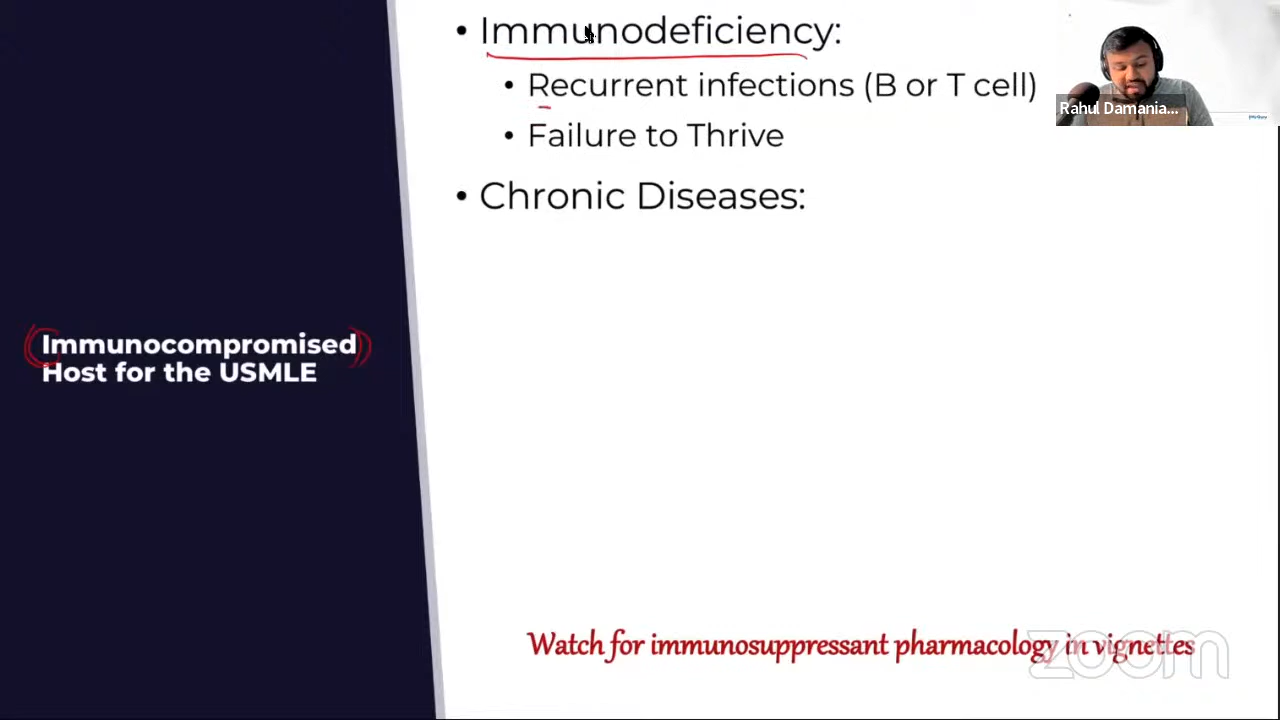 • Immunodeficiency:
• Recurrent infections (B or T cell)
• Failure to Thrive
• Chronic Diseases:
Rahul Damania...
Immunocompromised
Host for the USMLE
Watch for immunosuppressant pharmacology in vignettes
zoom